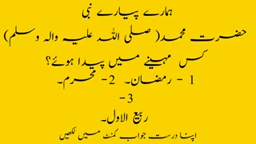 ہمارے پیارے نبی
حضرت محمد( صلی اللہ علیہ والہ وسلم)
کس مہینے میں پیدا ہوئے؟
1 - رمضان۔ 2- محرم۔
3-
ربیع الاول۔
اپنا درست جواب کمنٹ میں لکھیں